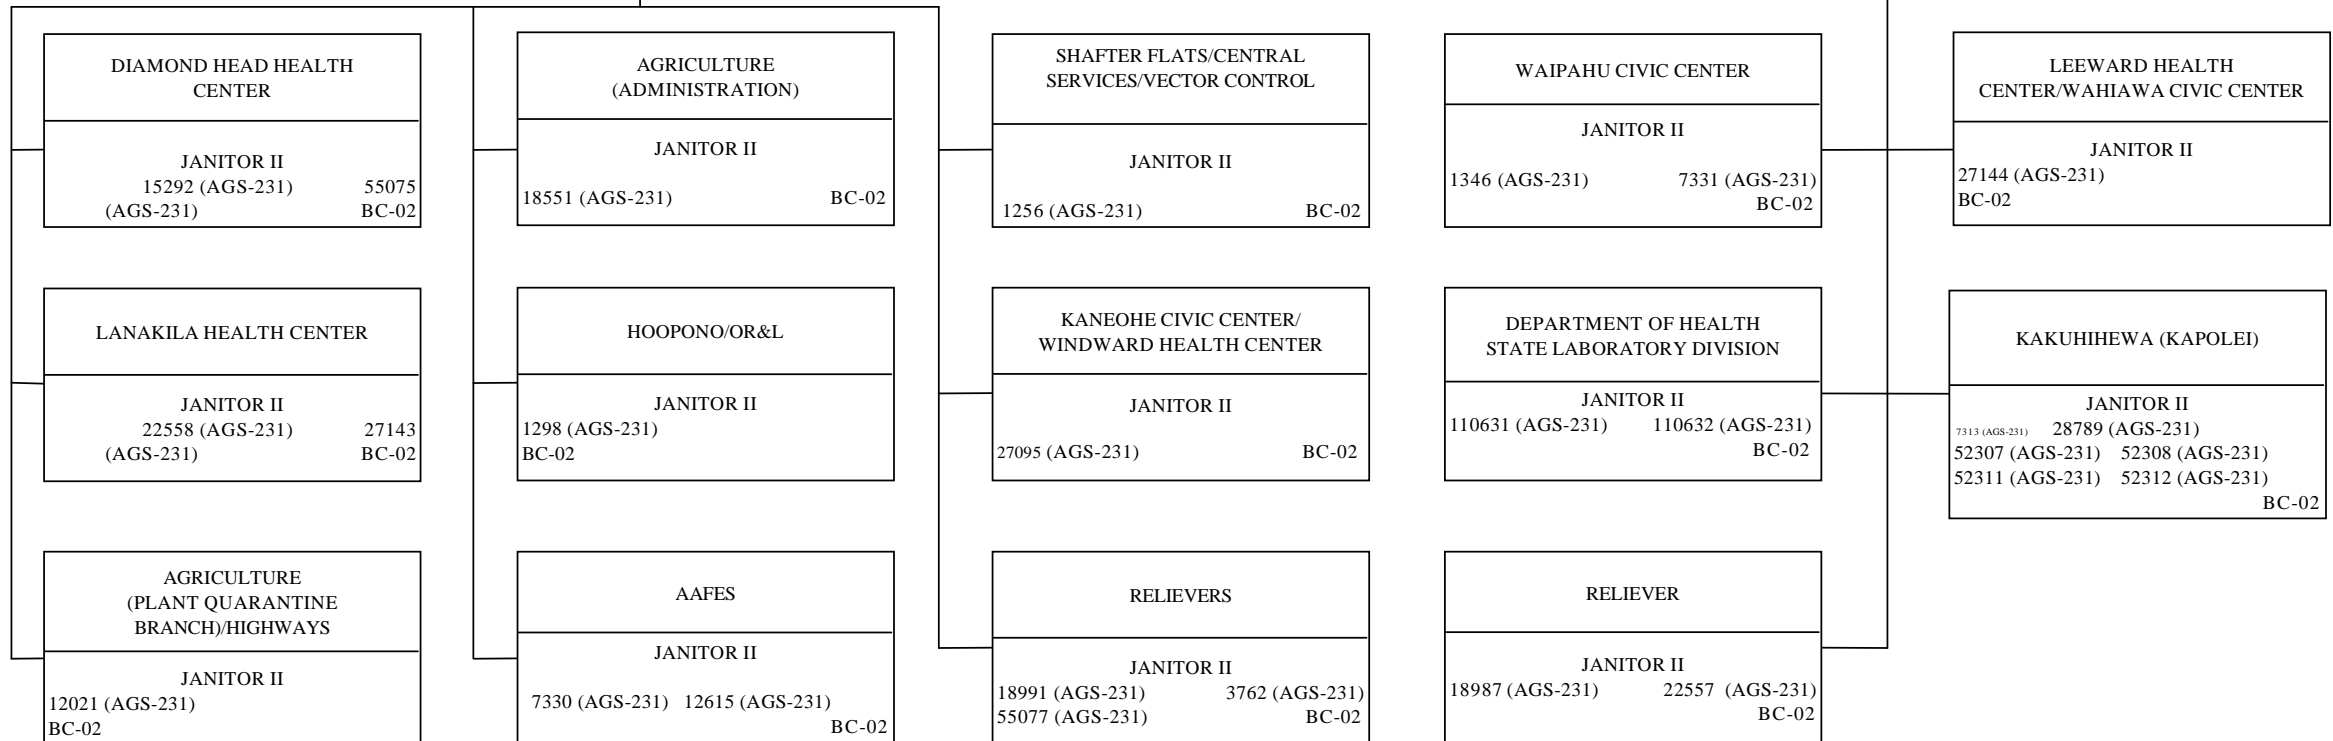 DIAMOND HEAD HEALTH
CENTER
JANITOR II
15292 (AGS-231) 55075
(AGS-231) BC-02
AGRICULTURE
(ADMINISTRATION)
JANITOR II
18551 (AGS-231) BC-02
SHAFTER FLATS/CENTRAL
SERVICES/VECTOR CONTROL
JANITOR II
1256 (AGS-231) BC-02
WAIPAHU CIVIC CENTER
JANITOR II
1346 (AGS-231) 7331 (AGS-231)
BC-02
LEEWARD HEALTH
CENTER/WAHIAWA CIVIC CENTER
JANITOR II
27144 (AGS-231)
BC-02
LANAKILA HEALTH CENTER
JANITOR II
22558 (AGS-231) 27143
(AGS-231) BC-02
HOOPONO/OR&L
JANITOR II
1298 (AGS-231)
BC-02
KANEOHE CIVIC CENTER/
WINDWARD HEALTH CENTER
JANITOR II
27095 (AGS-231) BC-02
DEPARTMENT OF HEALTH
STATE LABORATORY DIVISION
JANITOR II
110631 (AGS-231) 110632 (AGS-231)
BC-02
KAKUHIHEWA (KAPOLEI)
JANITOR II
7313 (AGS-231) 28789 (AGS-231)
52307 (AGS-231) 52308 (AGS-231)
52311 (AGS-231) 52312 (AGS-231)
BC-02
AGRICULTURE
(PLANT QUARANTINE
BRANCH)/HIGHWAYS
JANITOR II
12021 (AGS-231)
BC-02
AAFES
JANITOR II
7330 (AGS-231) 12615 (AGS-231)
BC-02
RELIEVERS
JANITOR II
18991 (AGS-231) 3762 (AGS-231)
55077 (AGS-231) BC-02
RELIEVER
JANITOR II
18987 (AGS-231) 22557 (AGS-231)
BC-02